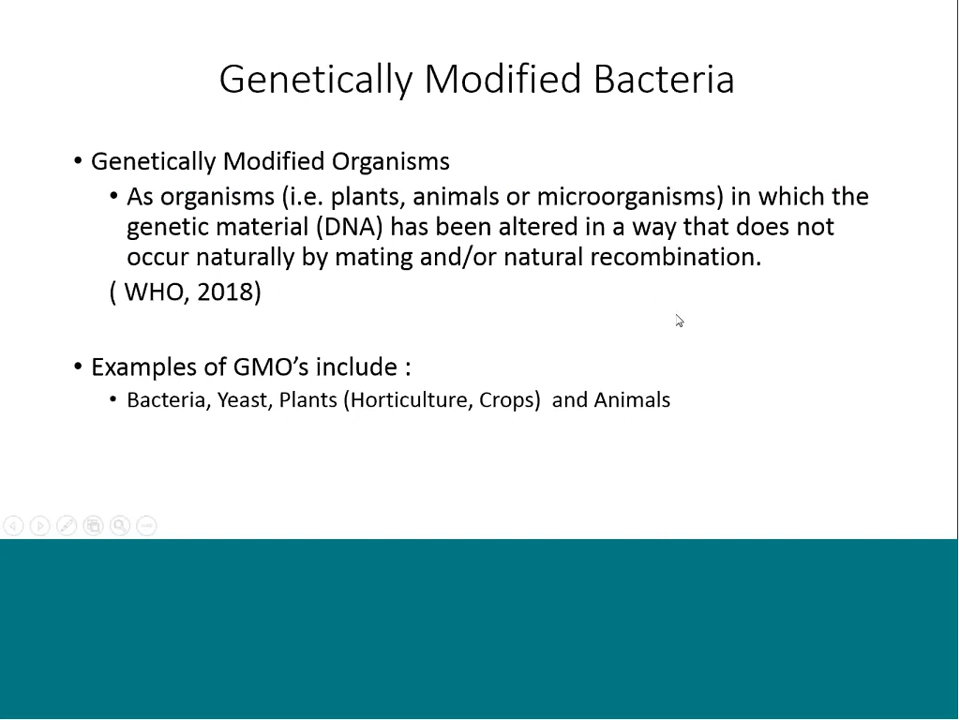 Genetically Modified Bacteria
• Genetically Modified Organisms
• As organisms (i.e. plants, animals or microorganisms) in which the
genetic material (DNA) has been altered in a way that does not
occur naturally by mating and/or natural recombination.
( WHO, 2018)
• Examples of GMO’s include :
• Bacteria, Yeast, Plants (Horticulture, Crops)  and Animals